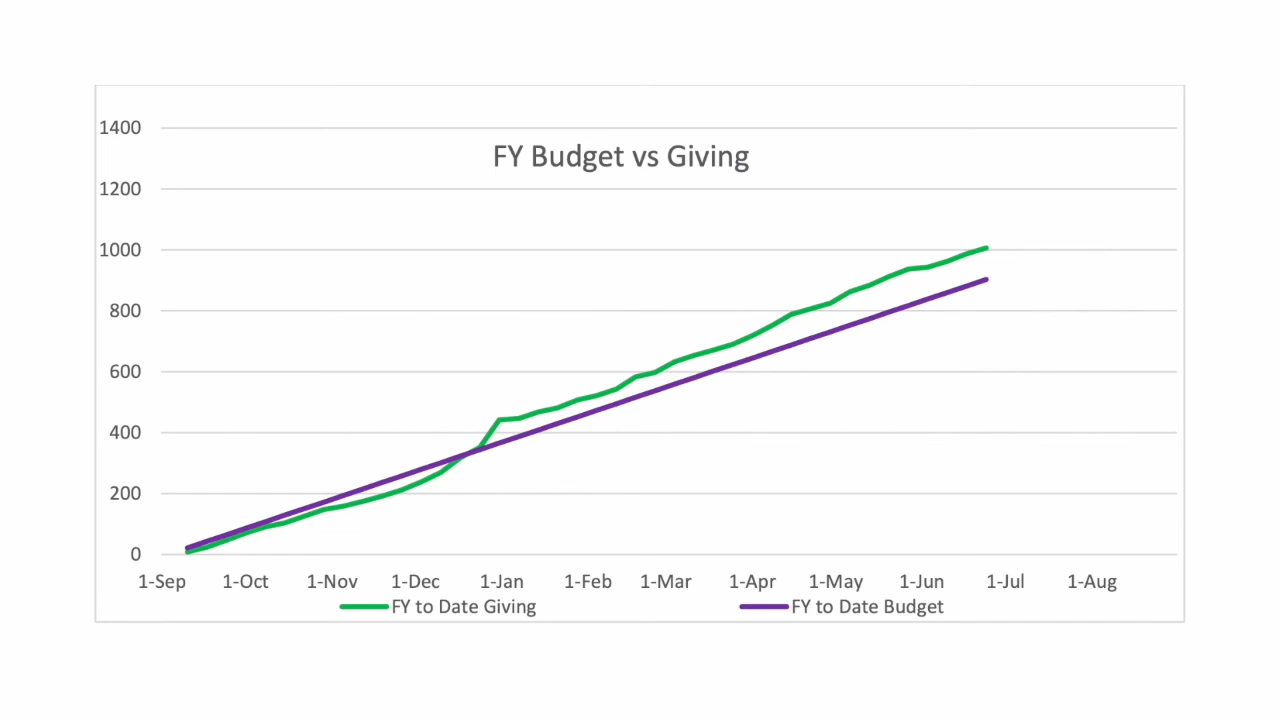 FY Budget vs Giving
1400
1200
1000
800
600
400
200
0
1-Sep 1-Oct 1-Nov 1-Dec 1-Jan 1-Feb 1-Mar 1-Apr 1-May 1-Jun 1-Jul 1-Aug
FY to Date Giving FY to Date Budget